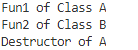 Fun1 of Class A
Fun2 of Class B
Destructor of A